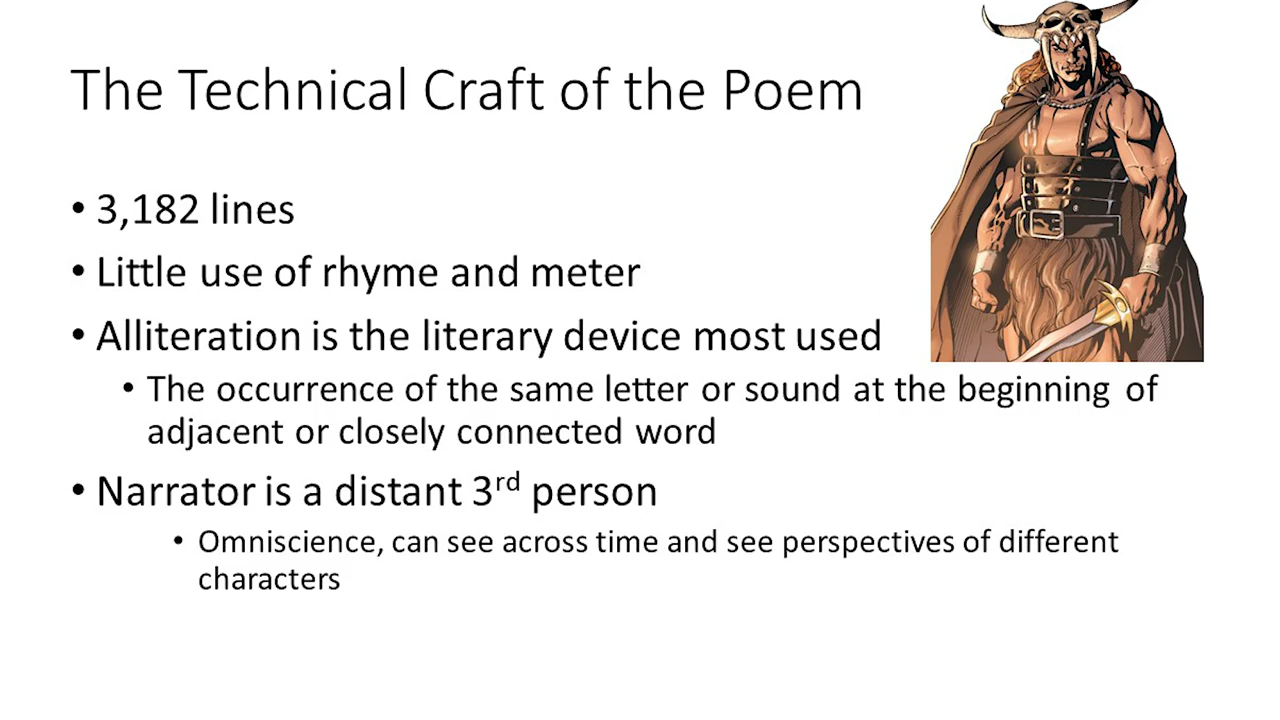 The Technical Craft of the Poem
• 3,182 lines
• Little use of rhyme and meter
• Alliteration is the literary device most used
• The occurrence of the same letter or sound at the beginning of
adjacent or closely connected word
• Narrator is a distant 3rd person
• Omniscience, can see across time and see perspectives of different
characters